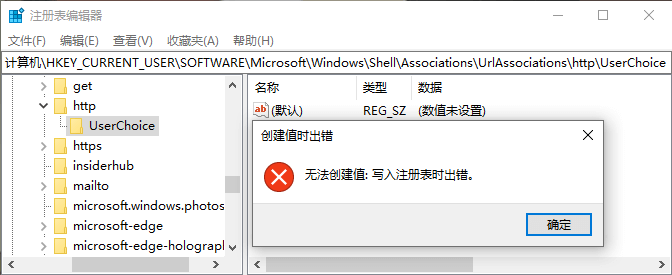 注册表编辑器
文件(F) 编辑(E) 查看(V) 收藏夹(A) 帮助(H)
计算机\HKEY_CURRENT_USER\SOFTWARE\Microsoft\Windows\Shell\Associations\UrlAssociations\http\UserChoice
get
http
UserChoice
https
insiderhub
mailto
microsoft.windows.photos
microsoft-edge
microsoft-edge-holograp
名称 类型 数据
ab (默认) REG_SZ (数值未设置)
创建值时出错
无法创建值: 写入注册表时出错。
确定